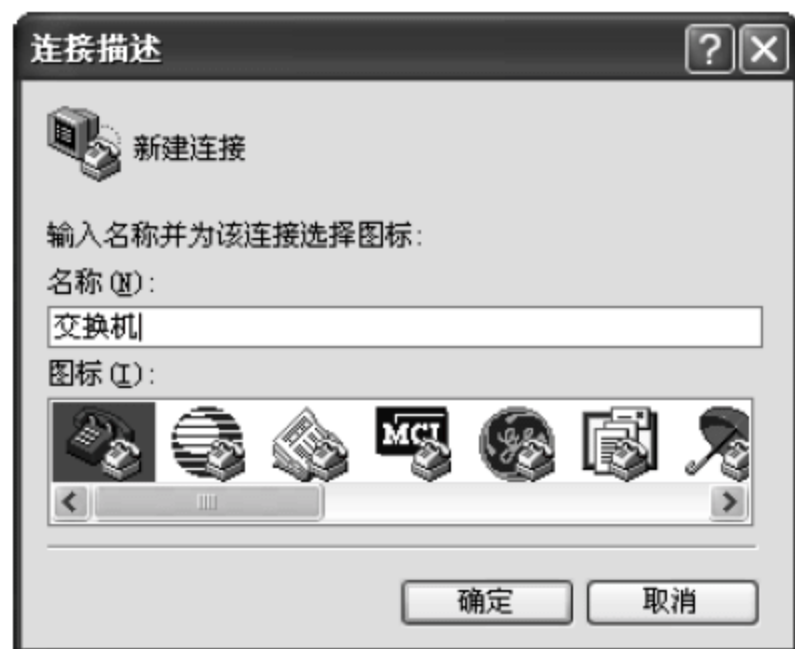 连接描述
新建连接
输入名称并为该连接选择图标:
名称(N):
交换机
图标(I):
MCI
确定 取消